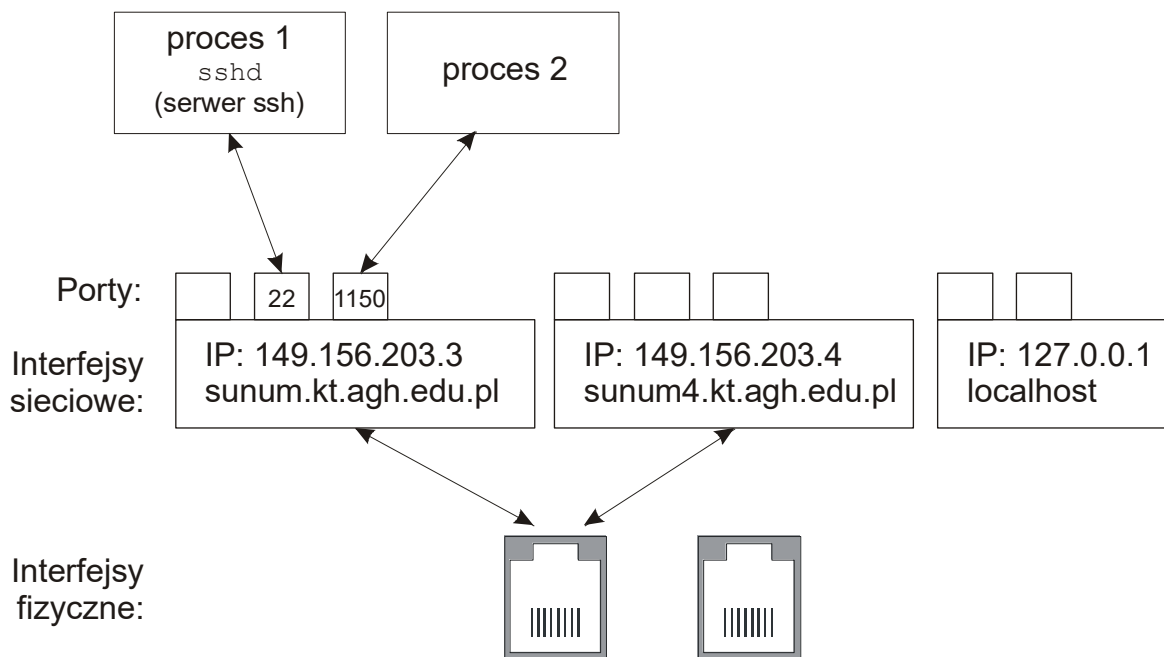 proces 1
sshd
(serwer ssh)
proces 2
Porty:
22
1150
Interfejsy
sieciowe:
IP: 149.156.203.3
sunum.kt.agh.edu.pl
IP: 149.156.203.4
sunum4.kt.agh.edu.pl
IP: 127.0.0.1
localhost
Interfejsy
fizyczne: